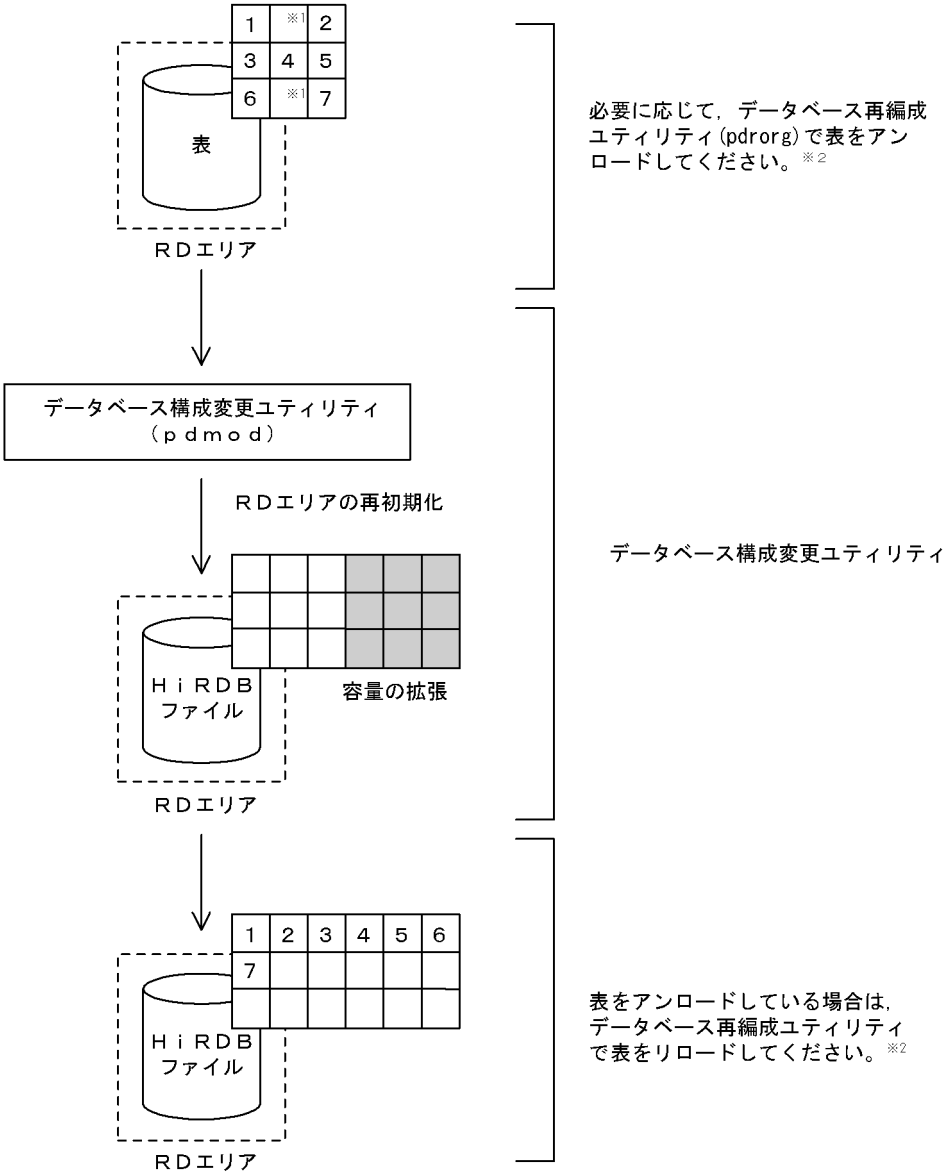 1 ※1 2
3 4 5
6 ※1 7
表
RDエリア
必要に応じて，データベース再編成
ユティリティ(pdrorg)で表をアン
ロードしてください。※2
データベース構成変更ユティリティ
(pdmod)
RDエリアの再初期化
HiRDB
ファイル
容量の拡張
RDエリア
データベース構成変更ユティリティ
1 2 3 4 5 6
7
HiRDB
ファイル
RDエリア
表をアンロードしている場合は，
データベース再編成ユティリティ
で表をリロードしてください。※2